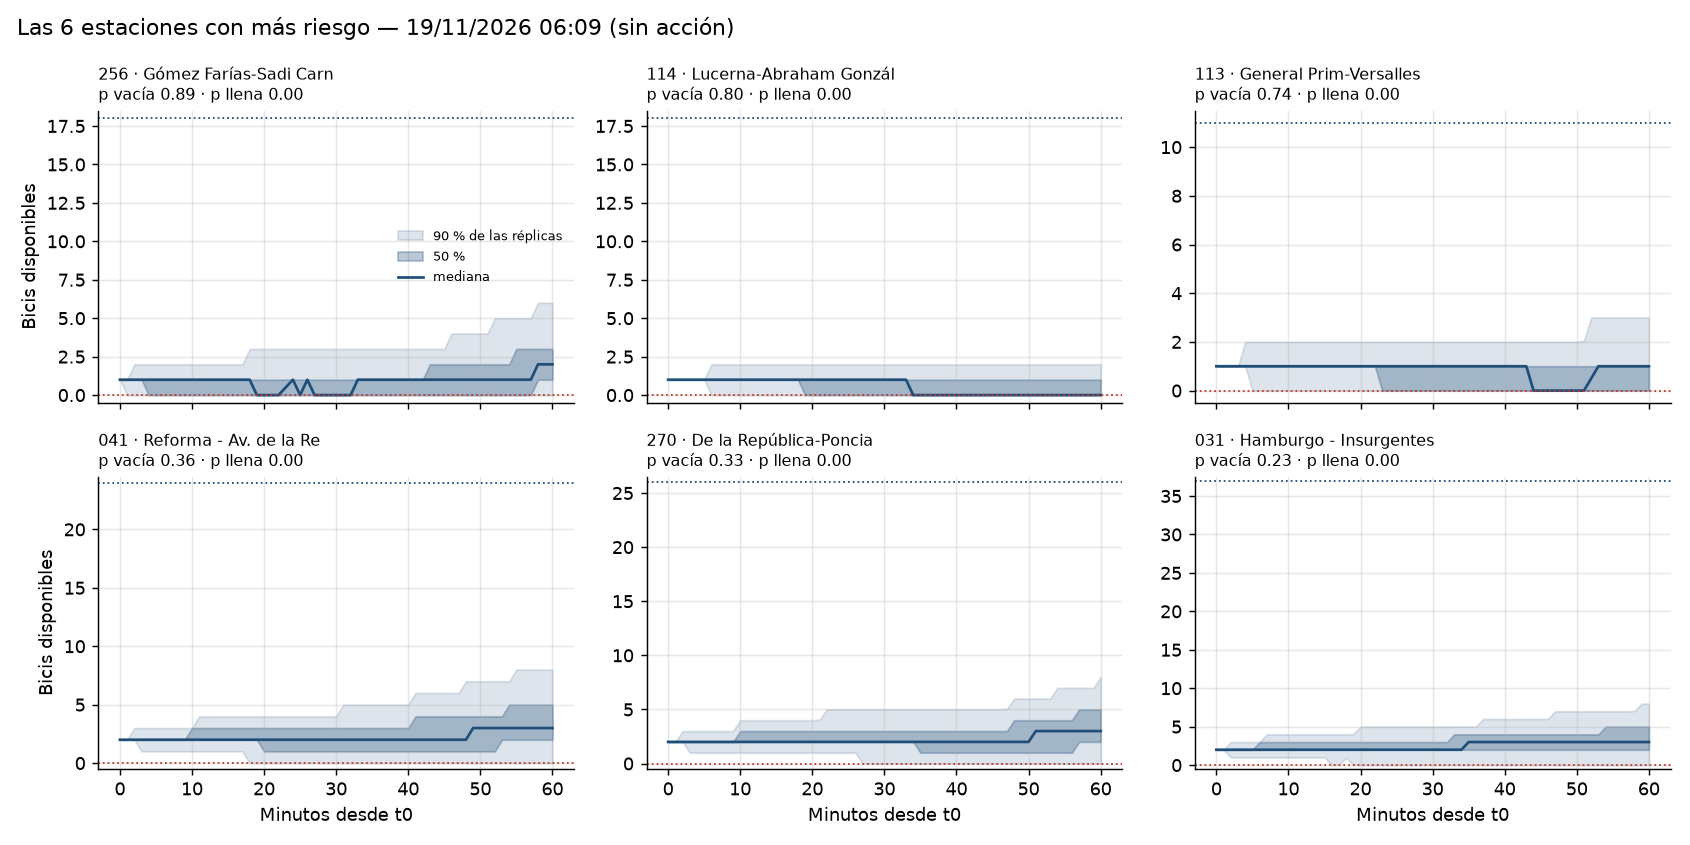 Las 6 estaciones con más riesgo — 19/11/2026 06:09 (sin acción)
256 · Gómez Farías-Sadi Carn
p vacía 0.89 · p llena 0.00
17.5
15.0
12.5
10.0
7.5
5.0
2.5
0.0
Bicis disponibles
90 % de las réplicas
50 %
mediana
114 · Lucerna-Abraham Gonzál
p vacía 0.80 · p llena 0.00
17.5
15.0
12.5
10.0
7.5
5.0
2.5
0.0
113 · General Prim-Versalles
p vacía 0.74 · p llena 0.00
10
8
6
4
2
0
041 · Reforma - Av. de la Re
p vacía 0.36 · p llena 0.00
20
15
10
5
0
Bicis disponibles
0 10 20 30 40 50 60
Minutos desde t0
270 · De la República-Poncia
p vacía 0.33 · p llena 0.00
25
20
15
10
5
0
0 10 20 30 40 50 60
Minutos desde t0
031 · Hamburgo - Insurgentes
p vacía 0.23 · p llena 0.00
35
30
25
20
15
10
5
0
0 10 20 30 40 50 60
Minutos desde t0